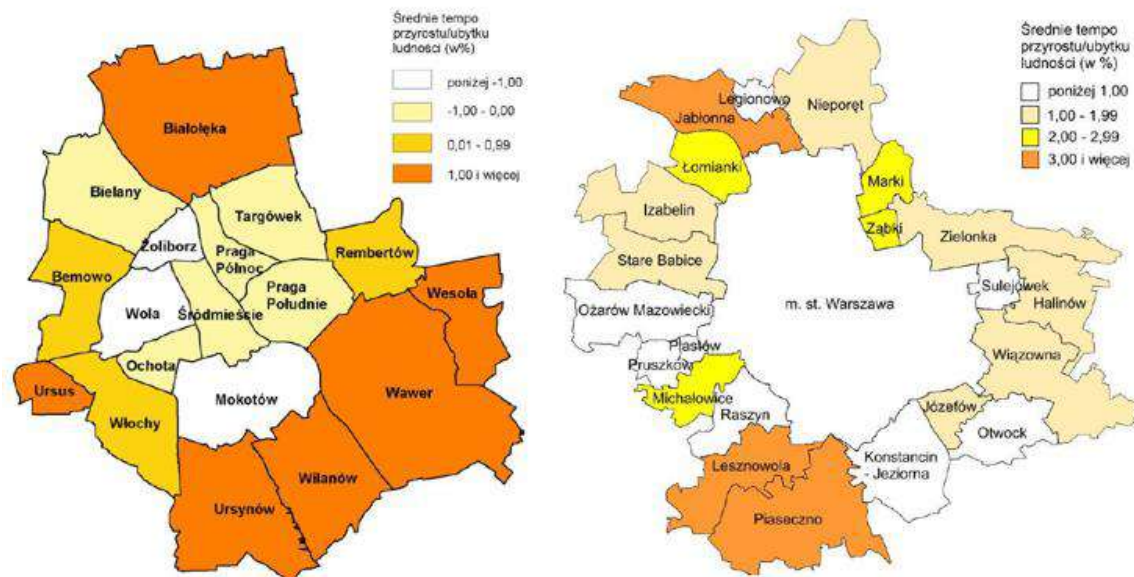 Średnie tempo
przyrostu/ubytku
ludności (w%)
poniżej -1,00
-1,00 - 0,00
0,01 - 0,99
1,00 i więcej
Białołęka
Bielany
Targówek
Żoliborz
Praga
Północ
Rembertów
Bemowo
Praga
Południe
Wesoła
Wola
Śródmieście
Ochota
Ursus
Mokotów
Wawer
Włochy
Wilanów
Ursynów
Średnie tempo
przyrostu/ubytku
ludności (w %)
poniżej 1,00
1,00 - 1,99
2,00 - 2,99
3,00 i więcej
Legionowo
Nieporęt
Jabłonna
Łomianki
Marki
Izabelin
Ząbki
Zielonka
Stare Babice
m. st. Warszawa
Sulejówek
Halinów
Ożarów Mazowiecki
Piastów
Pruszków
Wiązowna
Michałowice
Raszyn
Józefów
Otwock
Konstancin
- Jeziorna
Lesznowola
Piaseczno